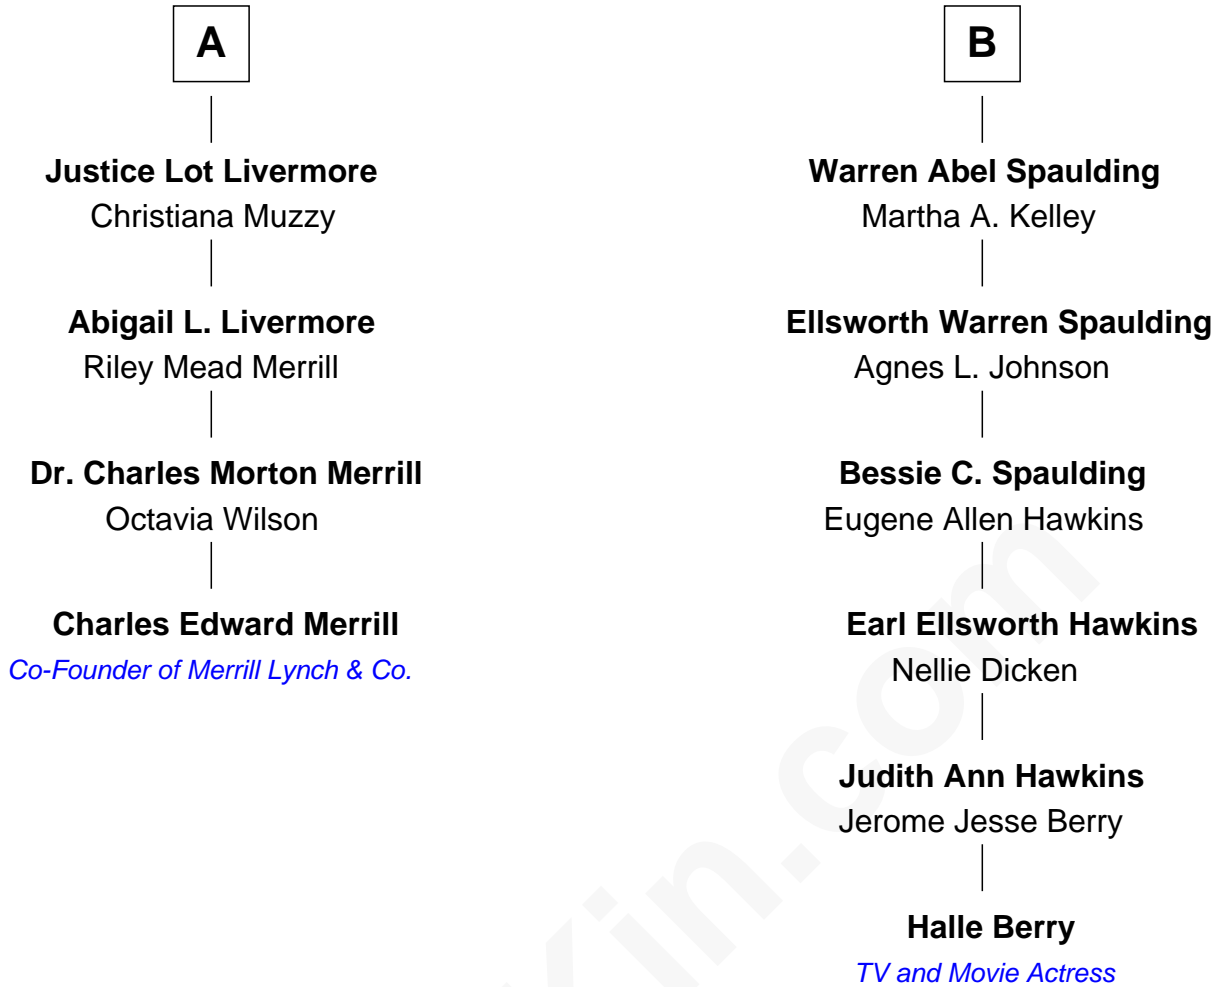 A
Justice Lot Livermore
Christiana Muzzy
Abigail L. Livermore
Riley Mead Merrill
Dr. Charles Morton Merrill
Octavia Wilson
Charles Edward Merrill
Co-Founder of Merrill Lynch & Co.
B
Warren Abel Spaulding
Martha A. Kelley
Ellsworth Warren Spaulding
Agnes L. Johnson
Bessie C. Spaulding
Eugene Allen Hawkins
Earl Ellsworth Hawkins
Nellie Dicken
Judith Ann Hawkins
Jerome Jesse Berry
Halle Berry
TV and Movie Actress
Kin.com